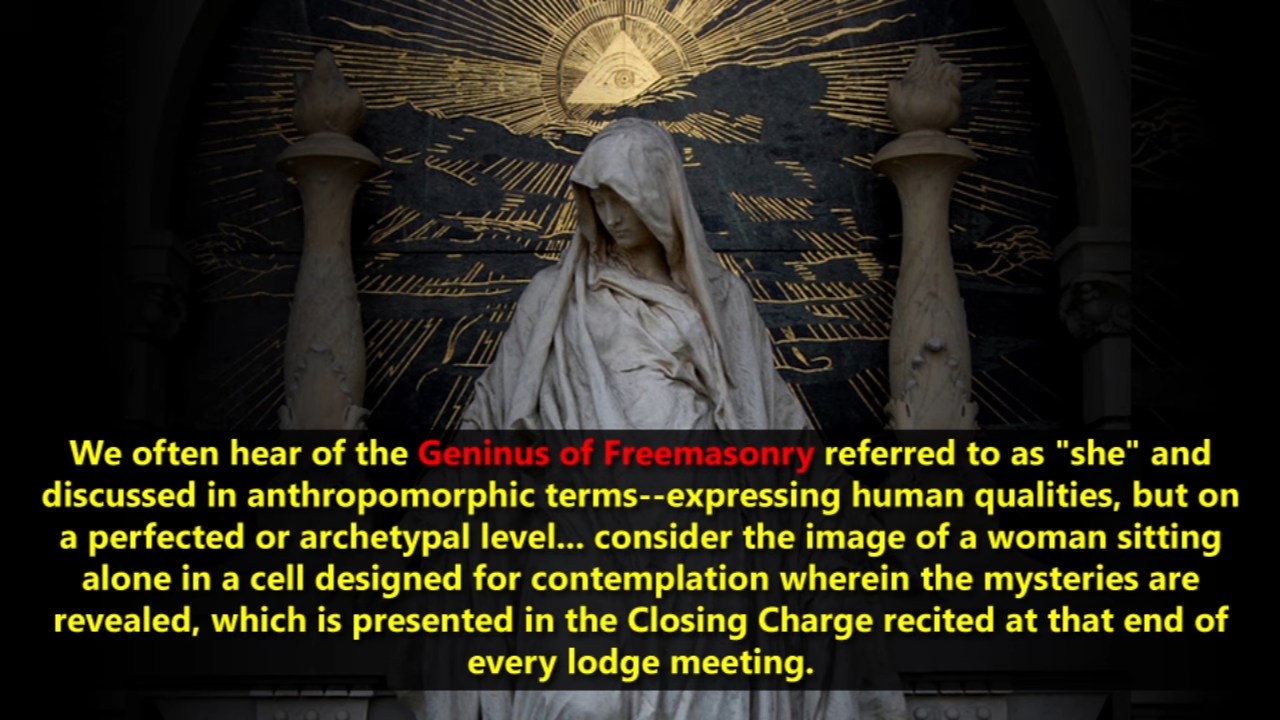 We often hear of the Geninus of Freemasonry referred to as "she" and
discussed in anthropomorphic terms--expressing human qualities, but on
a perfected or archetypal level... consider the image of a woman sitting
alone in a cell designed for contemplation wherein the mysteries are
revealed, which is presented in the Closing Charge recited at that end of
every lodge meeting.